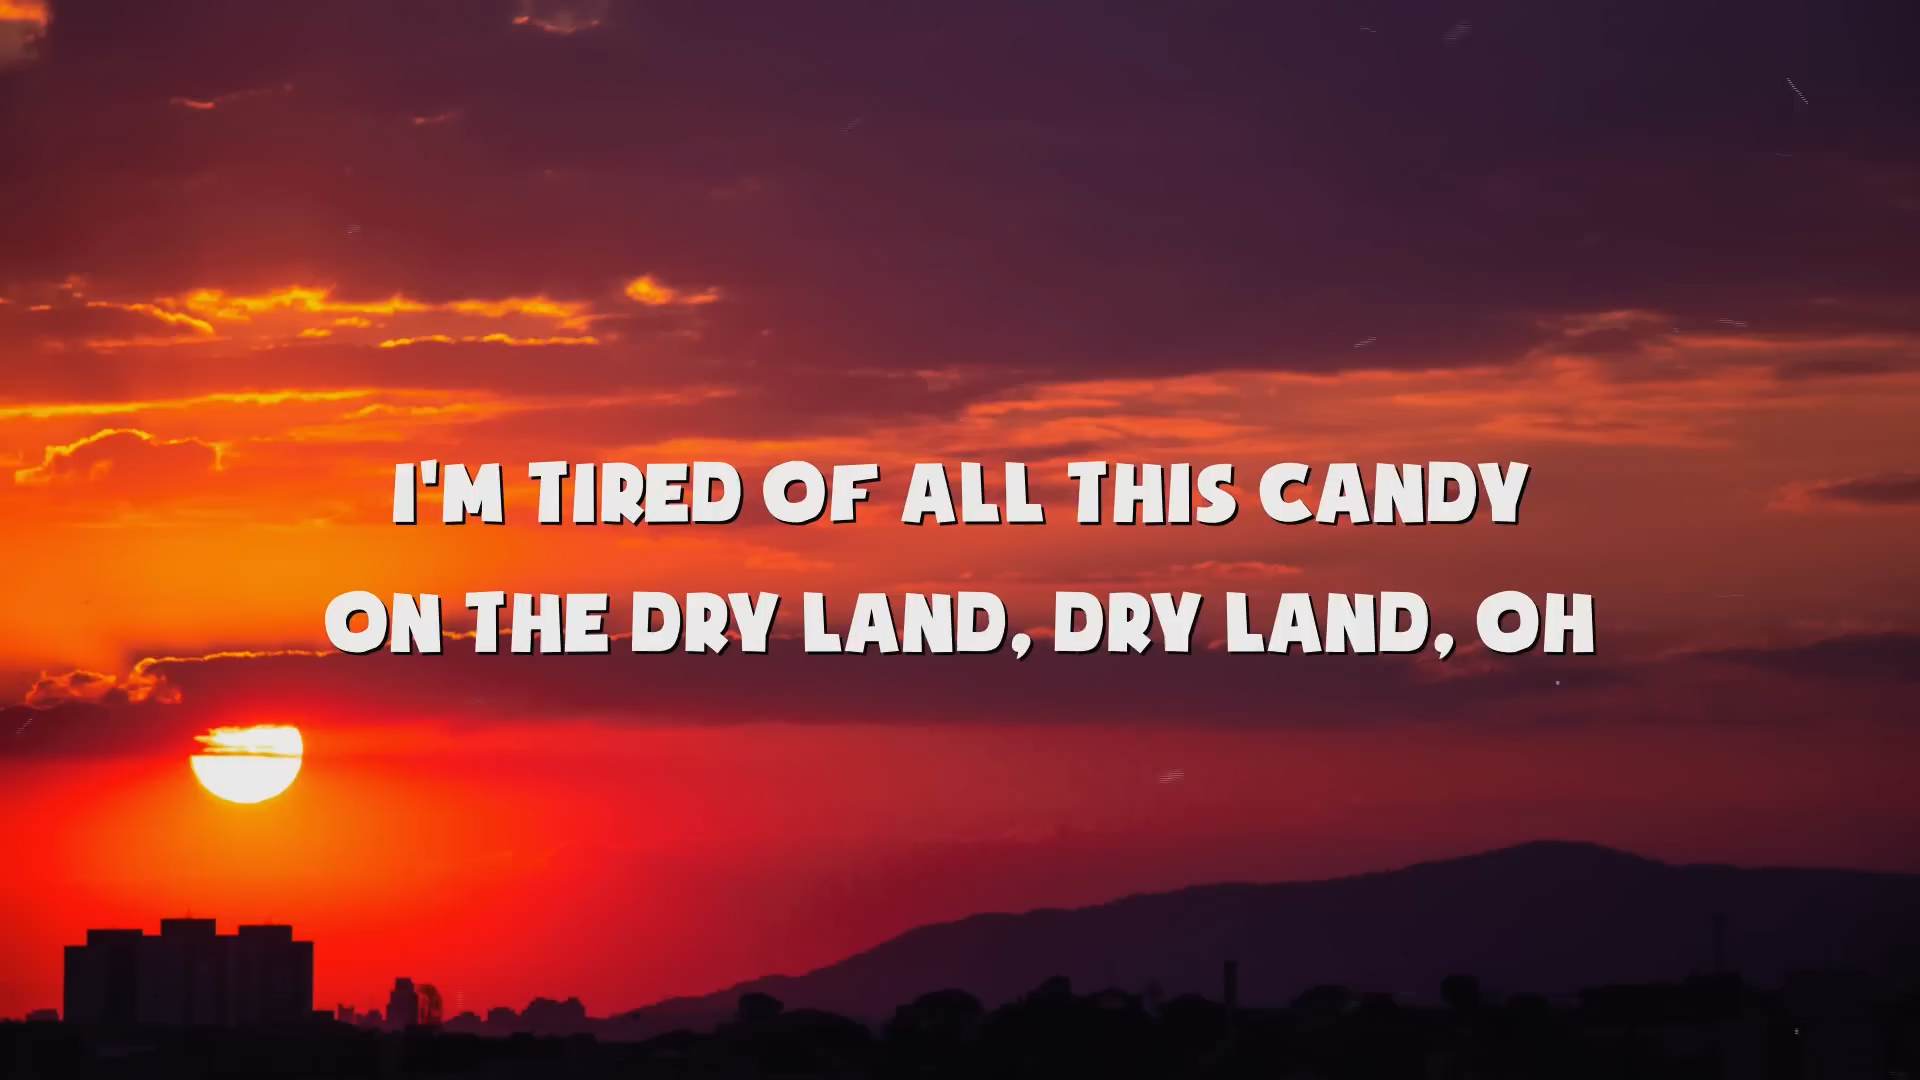 I'M TIRED OF ALL THIS CANDY
ON THE DRY LAND, DRY LAND, OH